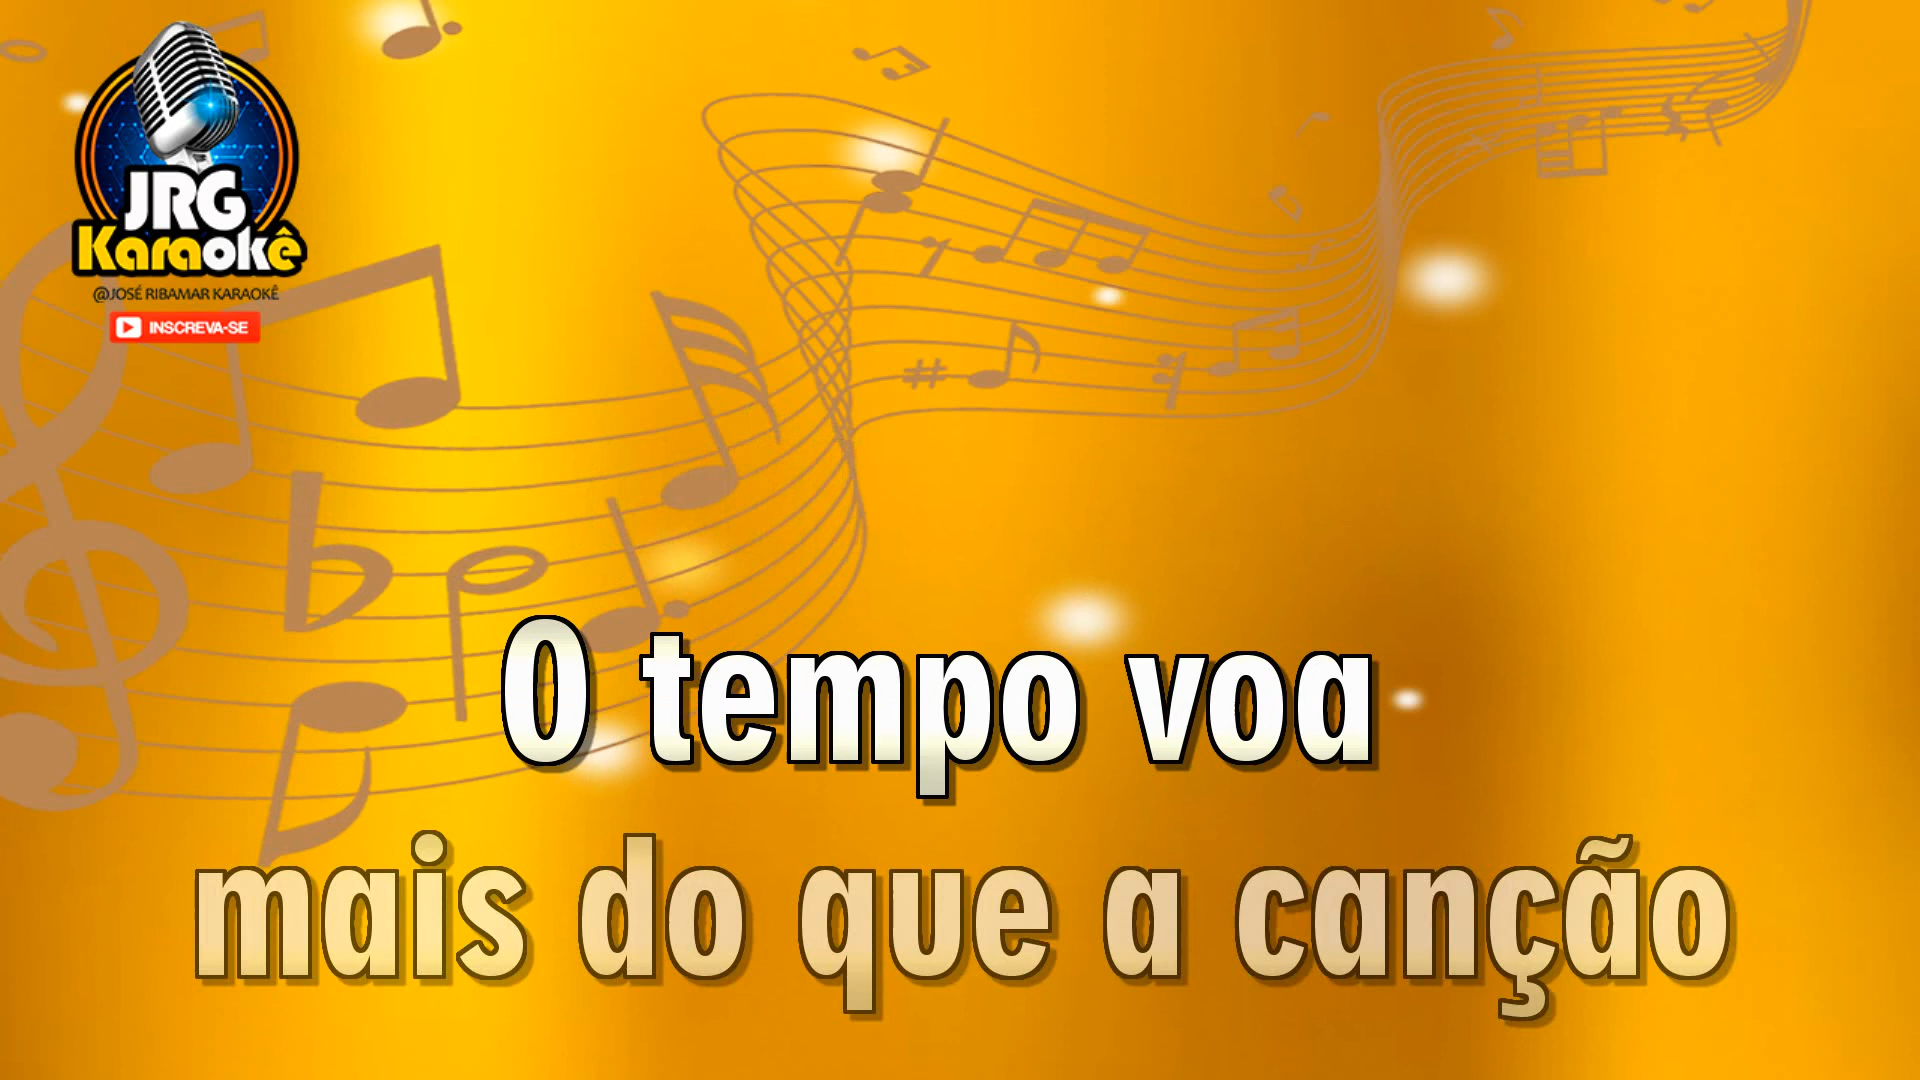 JRG
Karaokê
@JOSÉ RIBAMAR KARAOKÊ
INSCREVA-SE
O tempo voa
mais do que a canção